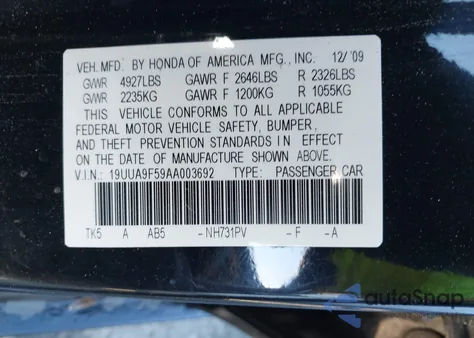 VEH. MFD. BY HONDA OF AMERICA MFG., INC. 12/ '09
GVWR 4927LBS GAWR F 2646LBS R 2326LBS
GVWR 2235KG GAWR F 1200KG R 1055KG
THIS VEHICLE CONFORMS TO ALL APPLICABLE
FEDERAL MOTOR VEHICLE SAFETY, BUMPER,
AND THEFT PREVENTION STANDARDS IN EFFECT
ON THE DATE OF MANUFACTURE SHOWN ABOVE.
V.I.N.: 19UUA9F59AA003692 TYPE: PASSENGER CAR
TK5 A AB5 -NH731PV -F -A
autoSnap